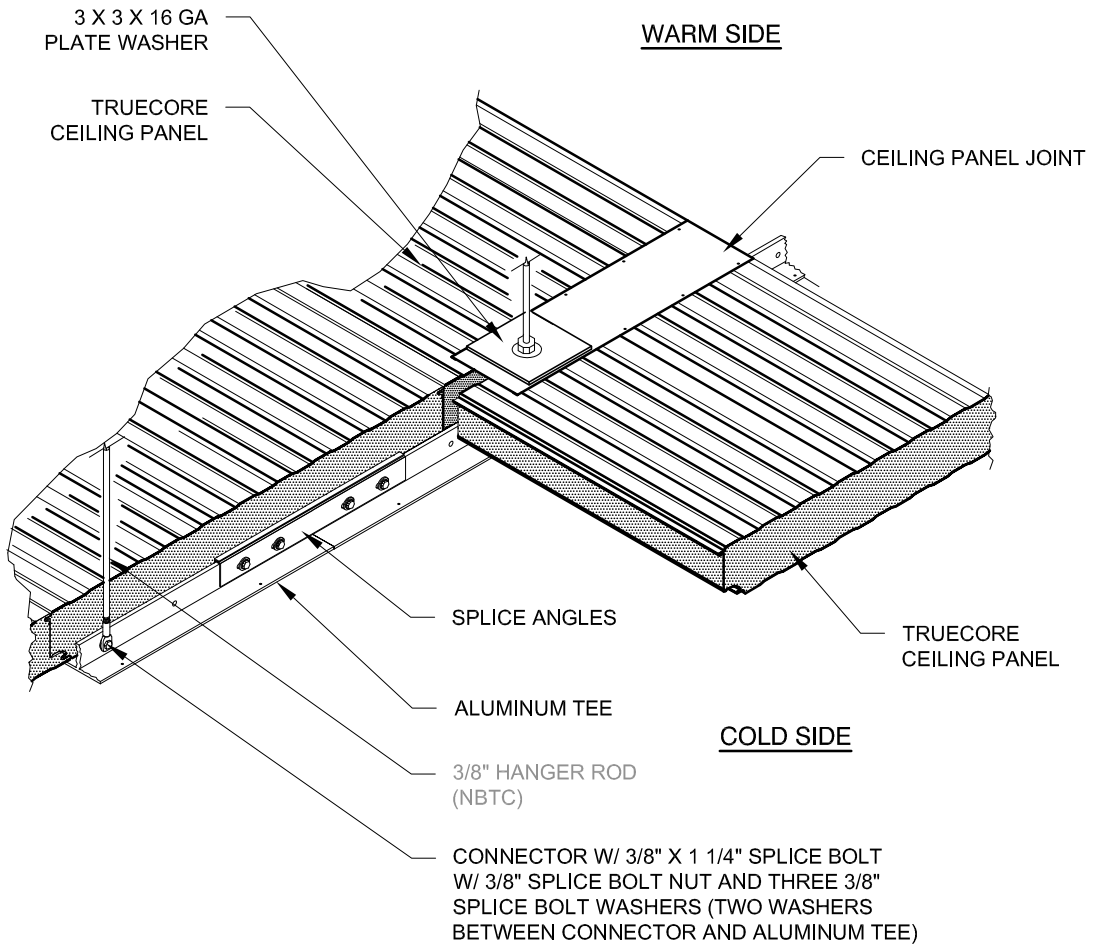 3 X 3 X 16 GA
PLATE WASHER
WARM SIDE
TRUECORE
CEILING PANEL
CEILING PANEL JOINT
SPLICE ANGLES
TRUECORE
CEILING PANEL
ALUMINUM TEE
COLD SIDE
3/8" HANGER ROD
(NBTC)
CONNECTOR W/ 3/8" X 1 1/4" SPLICE BOLT
W/ 3/8" SPLICE BOLT NUT AND THREE 3/8"
SPLICE BOLT WASHERS (TWO WASHERS
BETWEEN CONNECTOR AND ALUMINUM TEE)